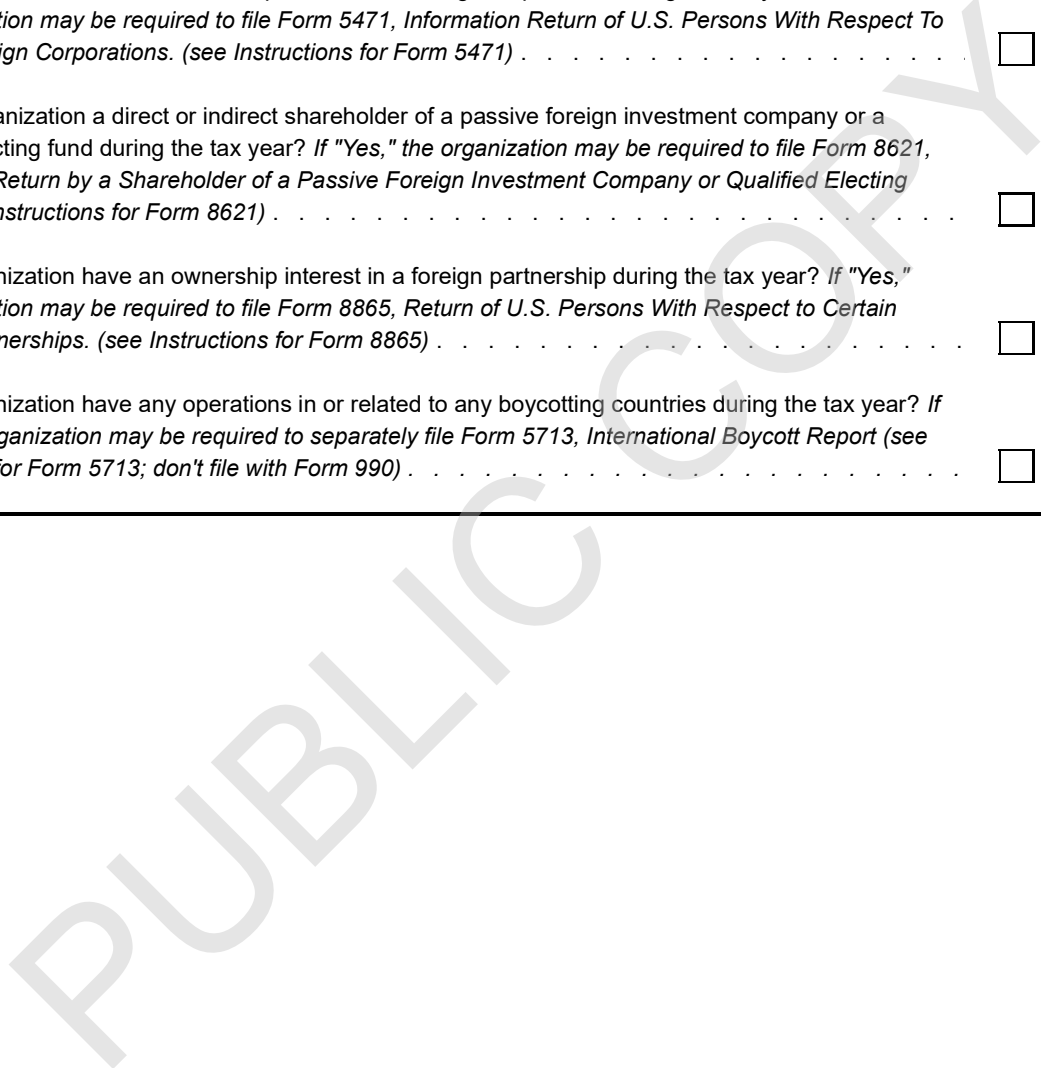 tion may be required to file Form 5471, Information Return of U.S. Persons With Respect To
ign Corporations. (see Instructions for Form 5471) . . . . . . . . . . . . . . . . . .
anization a direct or indirect shareholder of a passive foreign investment company or a
cting fund during the tax year? If "Yes," the organization may be required to file Form 8621,
Return by a Shareholder of a Passive Foreign Investment Company or Qualified Electing
nstructions for Form 8621) . . . . . . . . . . . . . . . . . . . . . . . . . . . . . . . .
nization have an ownership interest in a foreign partnership during the tax year? If "Yes,"
tion may be required to file Form 8865, Return of U.S. Persons With Respect to Certain
nerships. (see Instructions for Form 8865) . . . . . . . . . . . . . . . . . . . . . . . . .
nization have any operations in or related to any boycotting countries during the tax year? If
ganization may be required to separately file Form 5713, International Boycott Report (see
for Form 5713; don't file with Form 990) . . . . . . . . . . . . . . . . . . . . . . . . . .
PUBLIC COPY